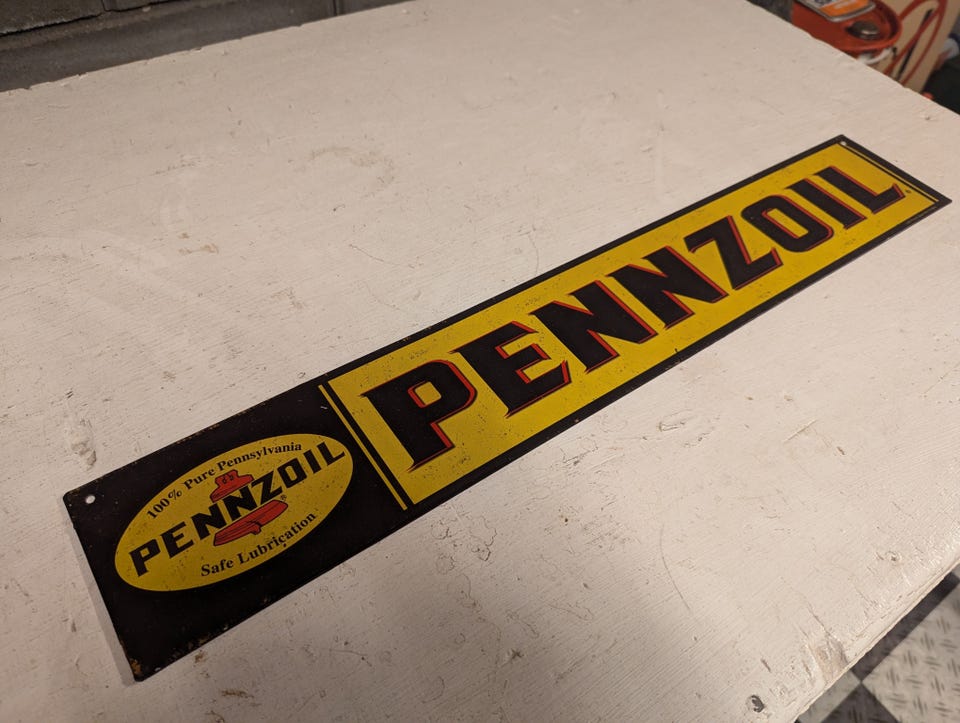 100% Pure Pennsylvania
PENNZOIL®
Safe Lubrication
PENNZOIL